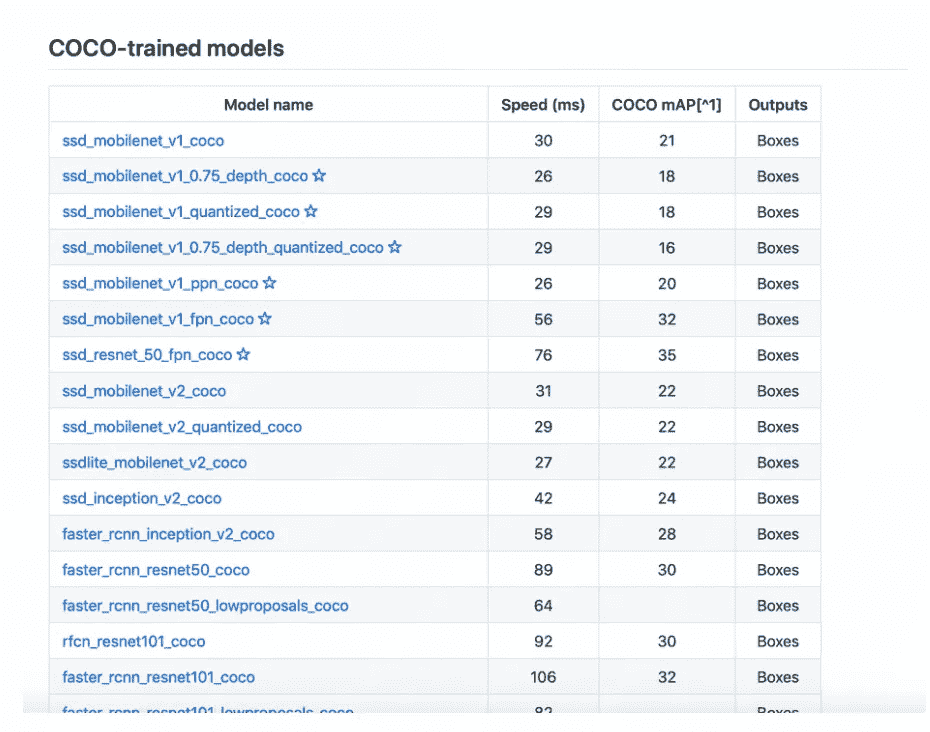 COCO-trained models
Model name Speed (ms) COCO mAP[^1] Outputs
ssd_mobilenet_v1_coco 30 21 Boxes
ssd_mobilenet_v1_0.75_depth_coco ☆ 26 18 Boxes
ssd_mobilenet_v1_quantized_coco ☆ 29 18 Boxes
ssd_mobilenet_v1_0.75_depth_quantized_coco ☆ 29 16 Boxes
ssd_mobilenet_v1_ppn_coco ☆ 26 20 Boxes
ssd_mobilenet_v1_fpn_coco ☆ 56 32 Boxes
ssd_resnet_50_fpn_coco ☆ 76 35 Boxes
ssd_mobilenet_v2_coco 31 22 Boxes
ssd_mobilenet_v2_quantized_coco 29 22 Boxes
ssdlite_mobilenet_v2_coco 27 22 Boxes
ssd_inception_v2_coco 42 24 Boxes
faster_rcnn_inception_v2_coco 58 28 Boxes
faster_rcnn_resnet50_coco 89 30 Boxes
faster_rcnn_resnet50_lowproposals_coco 64 Boxes
rfcn_resnet101_coco 92 30 Boxes
faster_rcnn_resnet101_coco 106 32 Boxes
faster_rcnn_resnet101_lowproposals_coco 82 Boxes